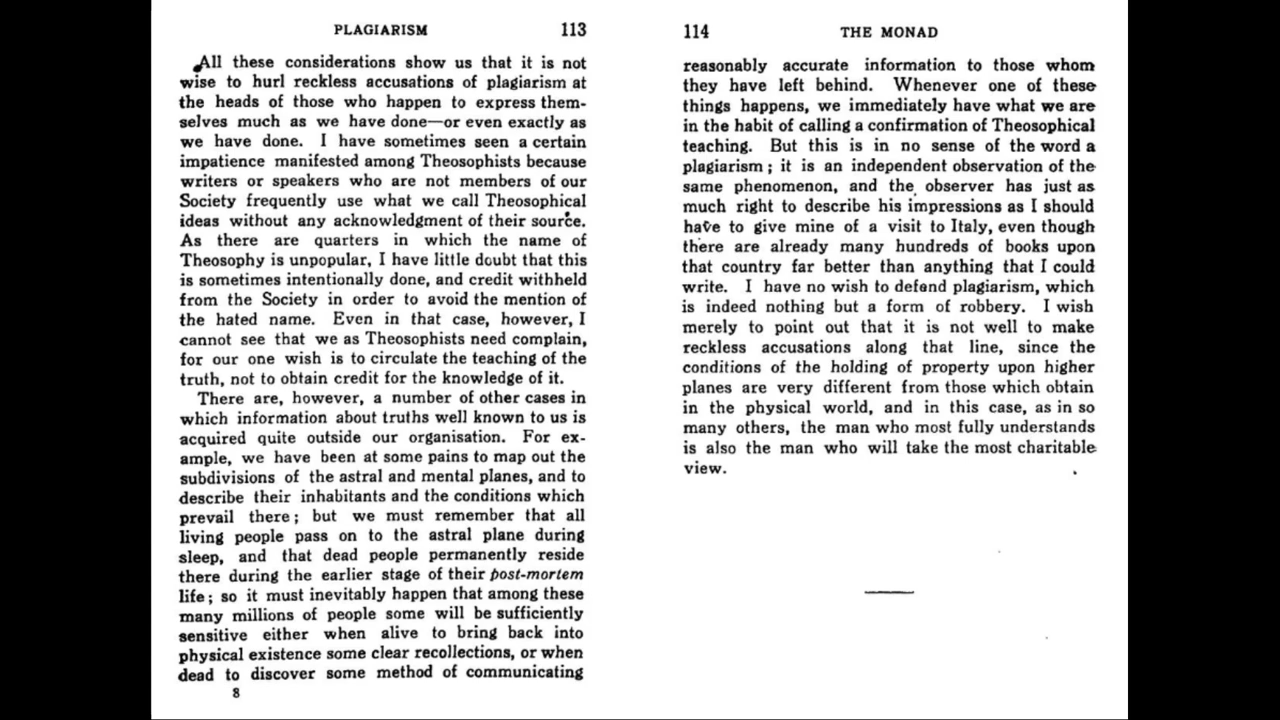 PLAGIARISM 113
All these considerations show us that it is not
wise to hurl reckless accusations of plagiarism at
the heads of those who happen to express them-
selves much as we have done—or even exactly as
we have done. I have sometimes seen a certain
impatience manifested among Theosophists because
writers or speakers who are not members of our
Society frequently use what we call Theosophical
ideas without any acknowledgment of their source.
As there are quarters in which the name of
Theosophy is unpopular, I have little doubt that this
is sometimes intentionally done, and credit withheld
from the Society in order to avoid the mention of
the hated name. Even in that case, however, I
cannot see that we as Theosophists need complain,
for our one wish is to circulate the teaching of the
truth, not to obtain credit for the knowledge of it.
There are, however, a number of other cases in
which information about truths well known to us is
acquired quite outside our organisation. For ex-
ample, we have been at some pains to map out the
subdivisions of the astral and mental planes, and to
describe their inhabitants and the conditions which
prevail there; but we must remember that all
living people pass on to the astral plane during
sleep, and that dead people permanently reside
there during the earlier stage of their post-mortem
life; so it must inevitably happen that among these
many millions of people some will be sufficiently
sensitive either when alive to bring back into
physical existence some clear recollections, or when
dead to discover some method of communicating
8
114 THE MONAD
reasonably accurate information to those whom
they have left behind. Whenever one of these
things happens, we immediately have what we are
in the habit of calling a confirmation of Theosophical
teaching. But this is in no sense of the word a
plagiarism; it is an independent observation of the
same phenomenon, and the observer has just as
much right to describe his impressions as I should
have to give mine of a visit to Italy, even though
there are already many hundreds of books upon
that country far better than anything that I could
write. I have no wish to defend plagiarism, which
is indeed nothing but a form of robbery. I wish
merely to point out that it is not well to make
reckless accusations along that line, since the
conditions of the holding of property upon higher
planes are very different from those which obtain
in the physical world, and in this case, as in so
many others, the man who most fully understands
is also the man who will take the most charitable
view.